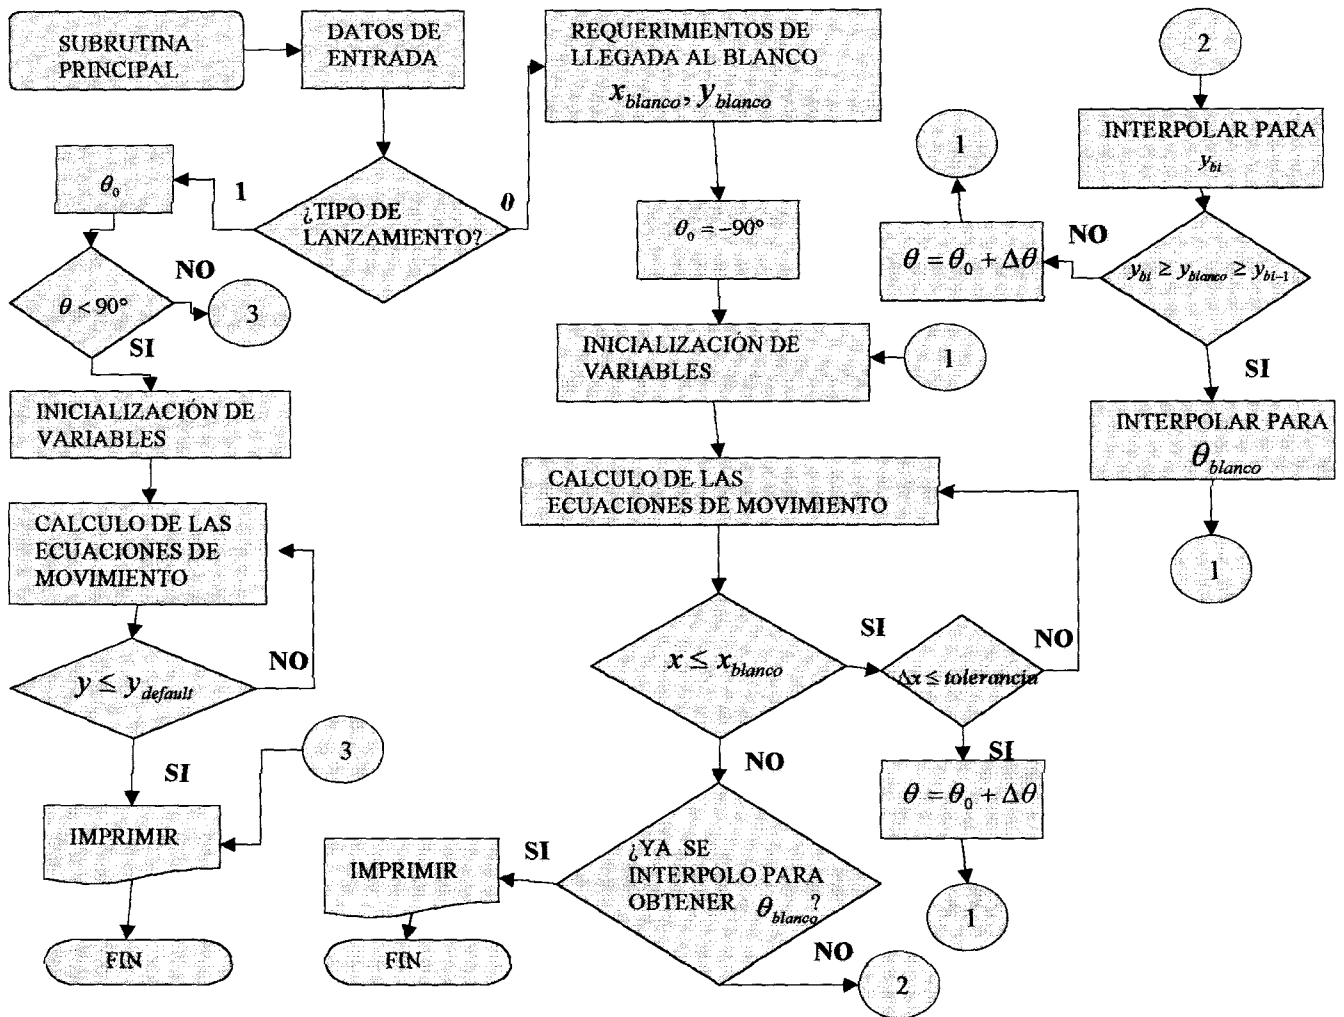 SUBRUTINA
PRINCIPAL
DATOS DE
ENTRADA
¿TIPO DE
LANZAMIENTO?
1
0
θ₀
θ < 90°
NO
3
SI
INICIALIZACIÓN DE
VARIABLES
CALCULO DE LAS
ECUACIONES DE
MOVIMIENTO
y ≤ y_default
NO
SI
3
IMPRIMIR
FIN
REQUERIMIENTOS DE
LLEGADA AL BLANCO
x_blanco, y_blanco
θ₀ = −90°
INICIALIZACIÓN DE
VARIABLES
1
CALCULO DE LAS
ECUACIONES DE MOVIMIENTO
x ≤ x_blanco
SI
Δx ≤ tolerancia
NO
SI
θ = θ₀ + Δθ
1
NO
¿YA SE
INTERPOLO PARA
OBTENER θ_blanco?
SI
IMPRIMIR
FIN
NO
2
2
INTERPOLAR PARA
y_bi
y_bi ≥ y_blanco ≥ y_bi−1
NO
θ = θ₀ + Δθ
1
SI
INTERPOLAR PARA
θ_blanco
1